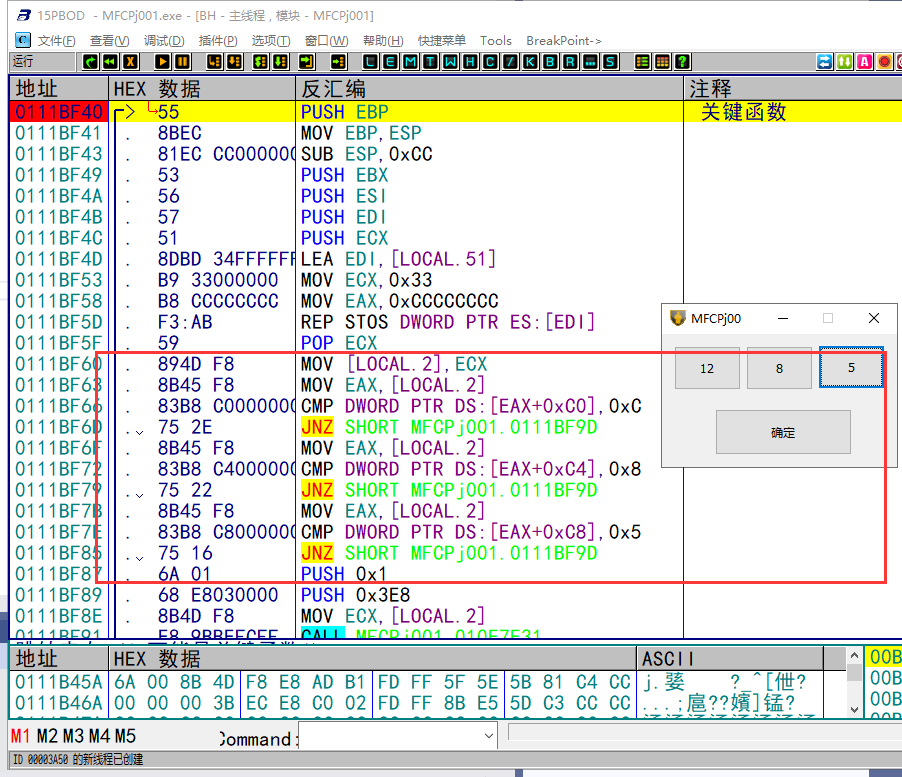 15PBOD - MFCPj001.exe - [BH - 主线程, 模块 - MFCPj001]
文件(F) 查看(V) 调试(D) 插件(P) 选项(T) 窗口(W) 帮助(H) 快捷菜单 Tools BreakPoint->
运行 L E M T W H C / K B R ... S
地址 HEX 数据 反汇编 注释
0111BF40 55 PUSH EBP 关键函数
0111BF41 . 8BEC MOV EBP,ESP
0111BF43 . 81EC CC000000 SUB ESP,0xCC
0111BF49 . 53 PUSH EBX
0111BF4A . 56 PUSH ESI
0111BF4B . 57 PUSH EDI
0111BF4C . 51 PUSH ECX
0111BF4D . 8DBD 34FFFFFF LEA EDI,[LOCAL.51]
0111BF53 . B9 33000000 MOV ECX,0x33
0111BF58 . B8 CCCCCCCC MOV EAX,0xCCCCCCCC
0111BF5D . F3:AB REP STOS DWORD PTR ES:[EDI]
0111BF5F . 59 POP ECX
0111BF60 . 894D F8 MOV [LOCAL.2],ECX
0111BF63 . 8B45 F8 MOV EAX,[LOCAL.2]
0111BF66 . 83B8 C0000000 CMP DWORD PTR DS:[EAX+0xC0],0xC
0111BF6D . 75 2E JNZ SHORT MFCPj001.0111BF9D
0111BF6F . 8B45 F8 MOV EAX,[LOCAL.2]
0111BF72 . 83B8 C4000000 CMP DWORD PTR DS:[EAX+0xC4],0x8
0111BF79 . 75 22 JNZ SHORT MFCPj001.0111BF9D
0111BF7B . 8B45 F8 MOV EAX,[LOCAL.2]
0111BF7E . 83B8 C8000000 CMP DWORD PTR DS:[EAX+0xC8],0x5
0111BF85 . 75 16 JNZ SHORT MFCPj001.0111BF9D
0111BF87 . 6A 01 PUSH 0x1
0111BF89 . 68 E8030000 PUSH 0x3E8
0111BF8E . 8B4D F8 MOV ECX,[LOCAL.2]
0111BF91 . CALL
MFCPj00
12 8 5
确定
地址 HEX 数据 ASCII
0111B45A 6A 00 8B 4D F8 E8 AD B1 FD FF 5F 5E 5B 81 C4 CC 00B
0111B46A 00 00 00 3B EC E8 C0 02 FD FF 8B E5 5D C3 CC CC 00B
M1 M2 M3 M4 M5 Command:
ID 00003A50 的新线程已创建